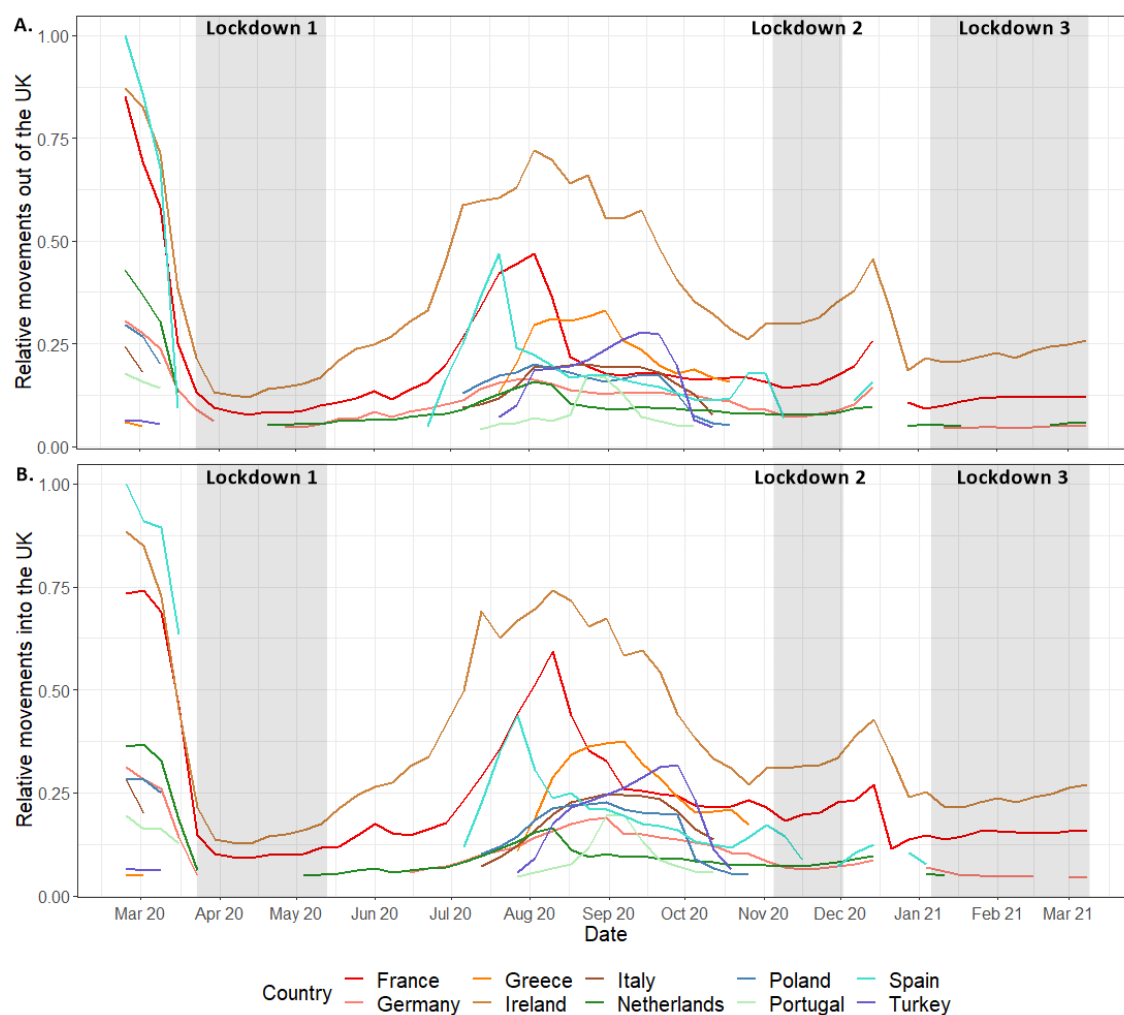 A.
Lockdown 1 Lockdown 2 Lockdown 3
Relative movements out of the UK
1.00
0.75
0.50
0.25
0.00
B.
Lockdown 1 Lockdown 2 Lockdown 3
Relative movements into the UK
1.00
0.75
0.50
0.25
0.00
Mar 20 Apr 20 May 20 Jun 20 Jul 20 Aug 20 Sep 20 Oct 20 Nov 20 Dec 20 Jan 21 Feb 21 Mar 21
Date
Country
France Greece Italy Poland Spain
Germany Ireland Netherlands Portugal Turkey